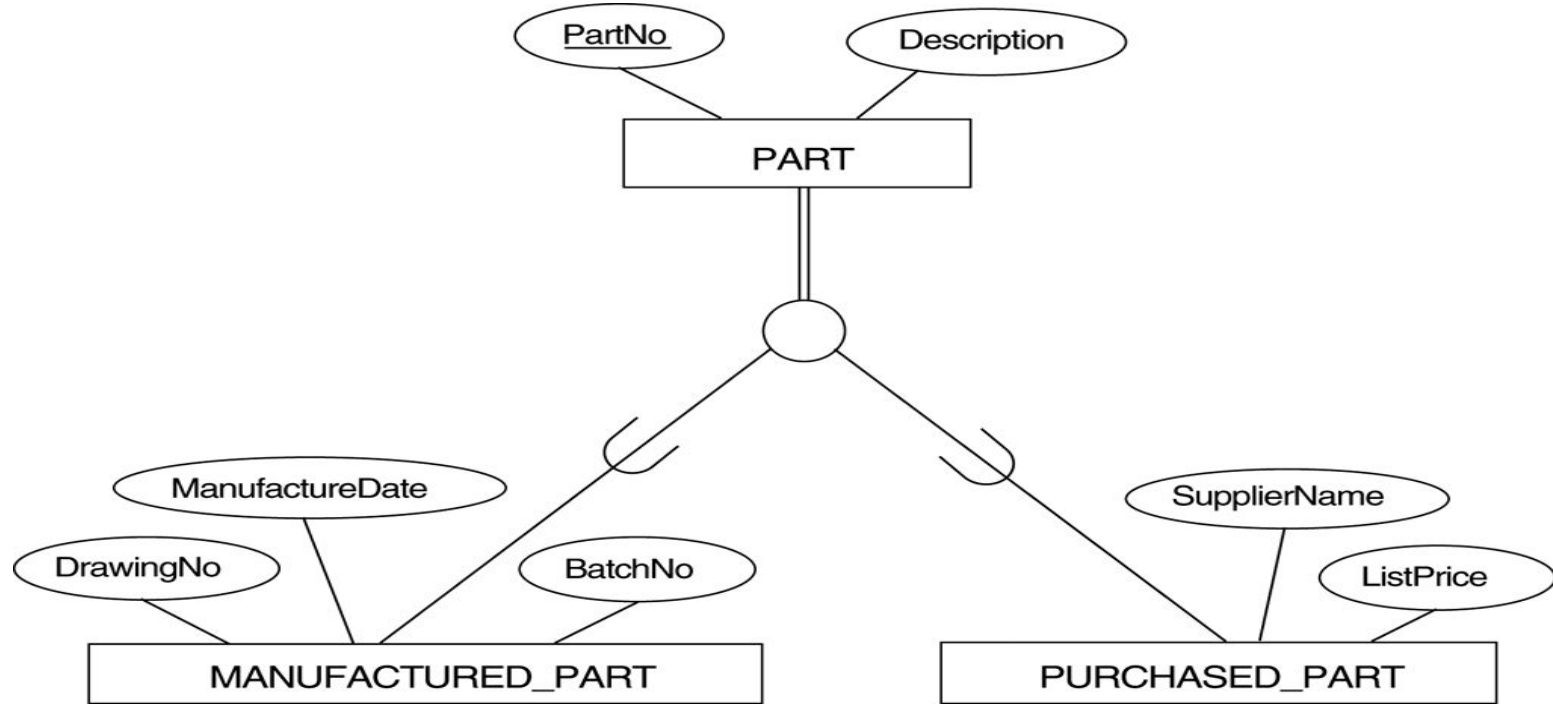 PartNo
Description
PART
ManufactureDate
SupplierName
DrawingNo
BatchNo
ListPrice
MANUFACTURED_PART
PURCHASED_PART